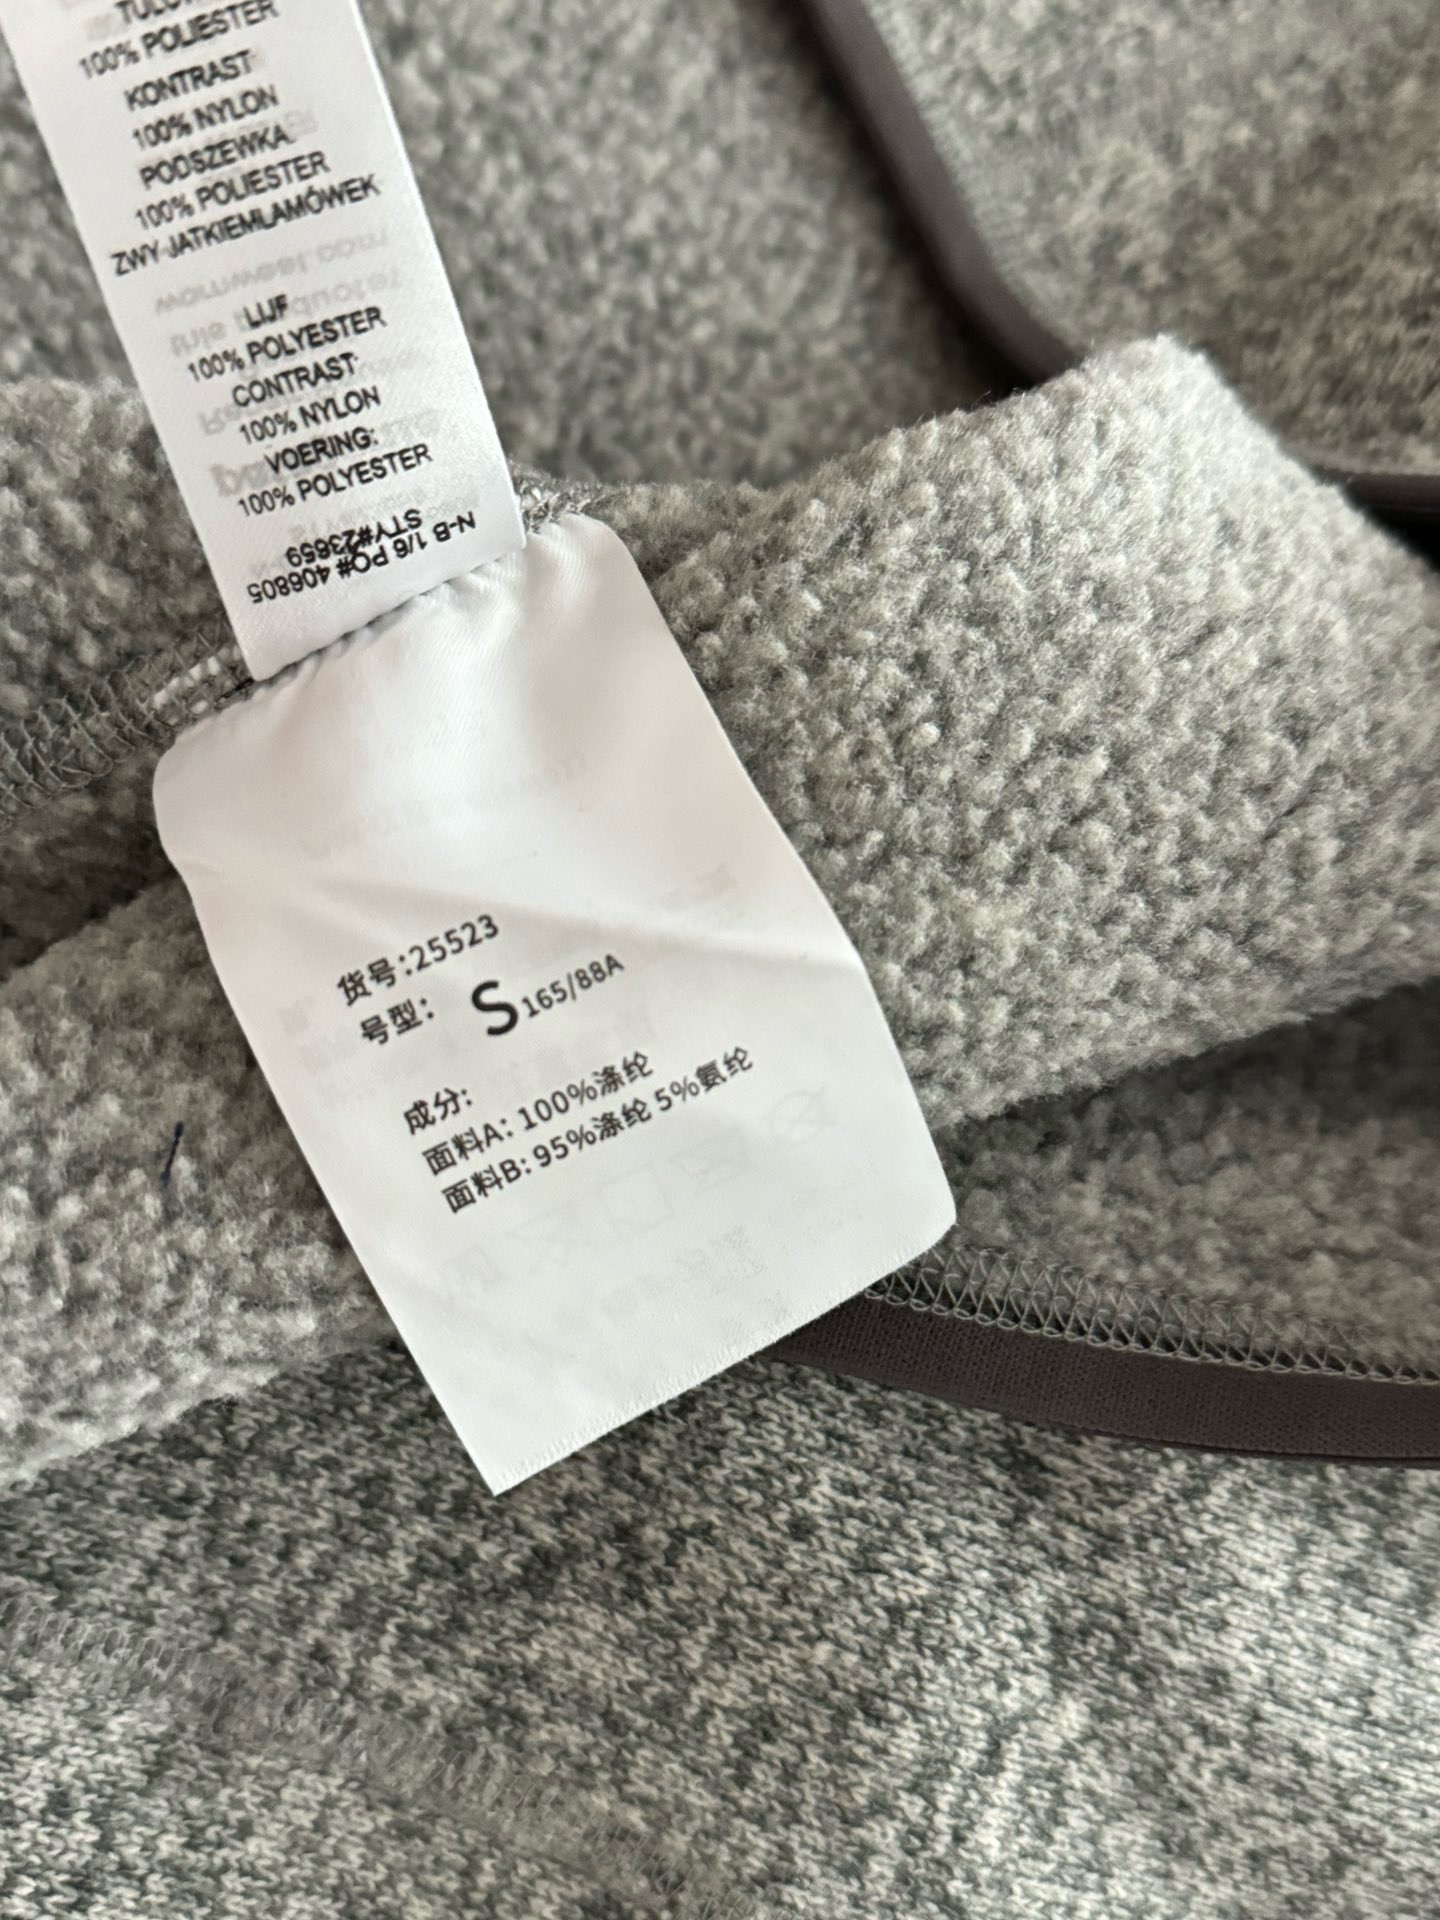 100% POLIESTER
KONTRAST
100% NYLON
PODSZEWKA.
100% POLIESTER
ZWY JATKIEMLAMÓWEK
LIJF
100% POLYESTER
CONTRAST
100% NYLON
VOERING:
100% POLYESTER
N-B 1/6 PO# 406805
STY#23659
货号:25523
号型: S 165/88A
成分:
面料A: 100%涤纶
面料B: 95%涤纶 5%氨纶